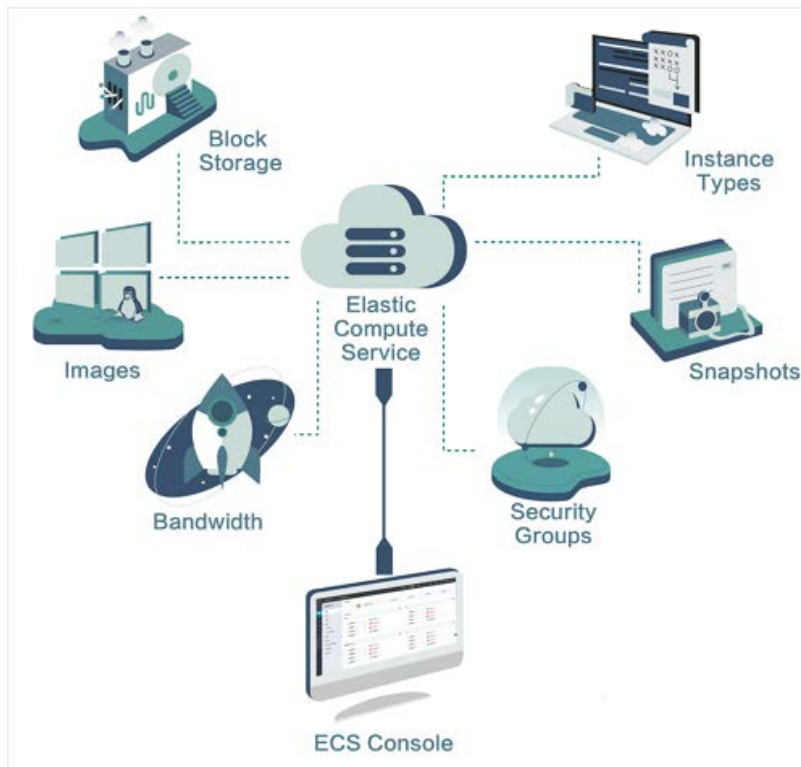 Block
Storage
Instance
Types
Elastic
Compute
Service
Images
Snapshots
Bandwidth
Security
Groups
ECS Console